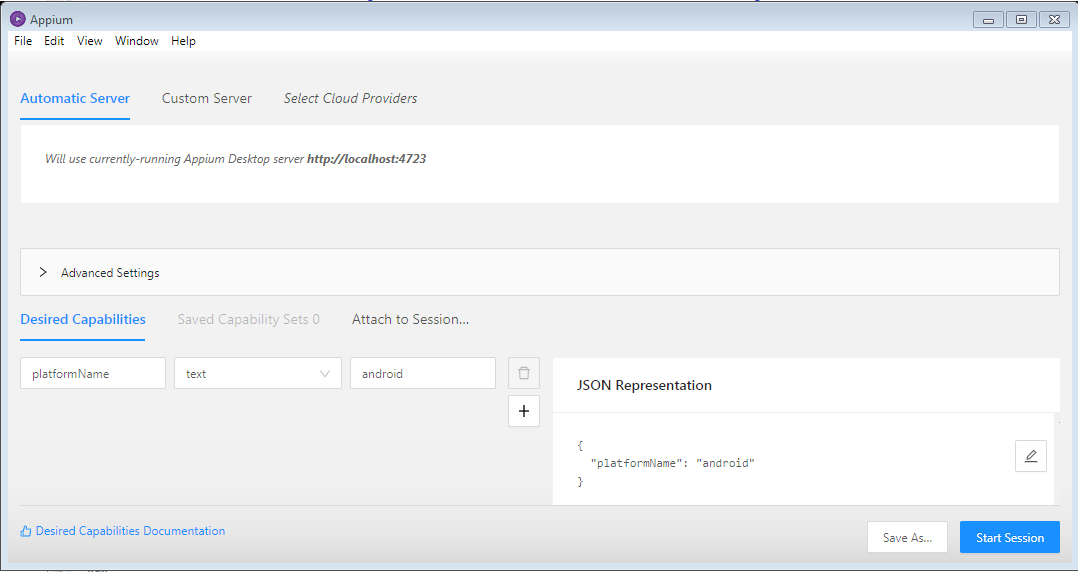 Appium
File Edit View Window Help
Automatic Server Custom Server Select Cloud Providers
Will use currently-running Appium Desktop server http://localhost:4723
Advanced Settings
Desired Capabilities Saved Capability Sets 0 Attach to Session...
platformName text android
JSON Representation
{
"platformName": "android"
}
Desired Capabilities Documentation Save As... Start Session